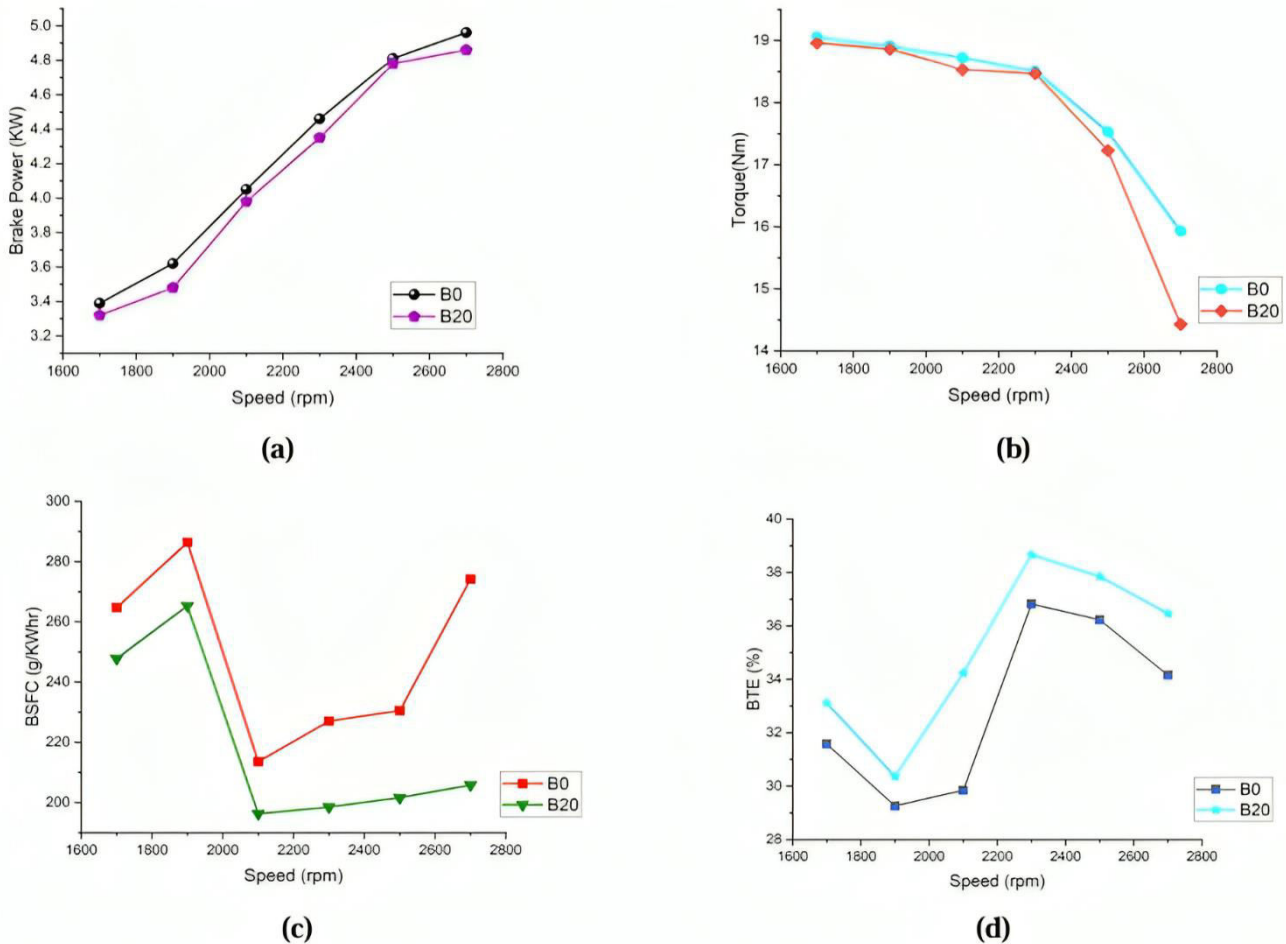 5.0
4.8
4.6
4.4
4.2
4.0
3.8
3.6
3.4
3.2
Brake Power (KW)
B0
B20
1600 1800 2000 2200 2400 2600 2800
Speed (rpm)
(a)
19
18
17
16
15
14
Torque(Nm)
B0
B20
1600 1800 2000 2200 2400 2600 2800
Speed (rpm)
(b)
300
280
260
240
220
200
BSFC (g/KWhr)
B0
B20
1600 1800 2000 2200 2400 2600 2800
Speed (rpm)
(c)
40
38
36
34
32
30
28
BTE (%)
B0
B20
1600 1800 2000 2200 2400 2600 2800
Speed (rpm)
(d)